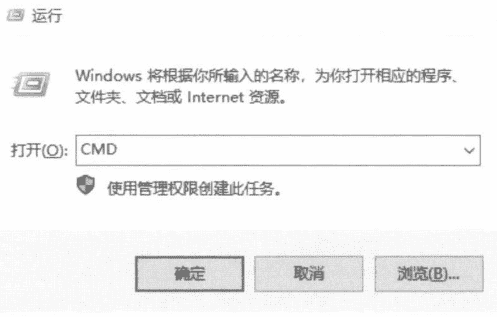 运行
Windows 将根据你所输入的名称，为你打开相应的程序、
文件夹、文档或 Internet 资源。
打开(O): CMD
使用管理权限创建此任务。
确定 取消 浏览(B)...